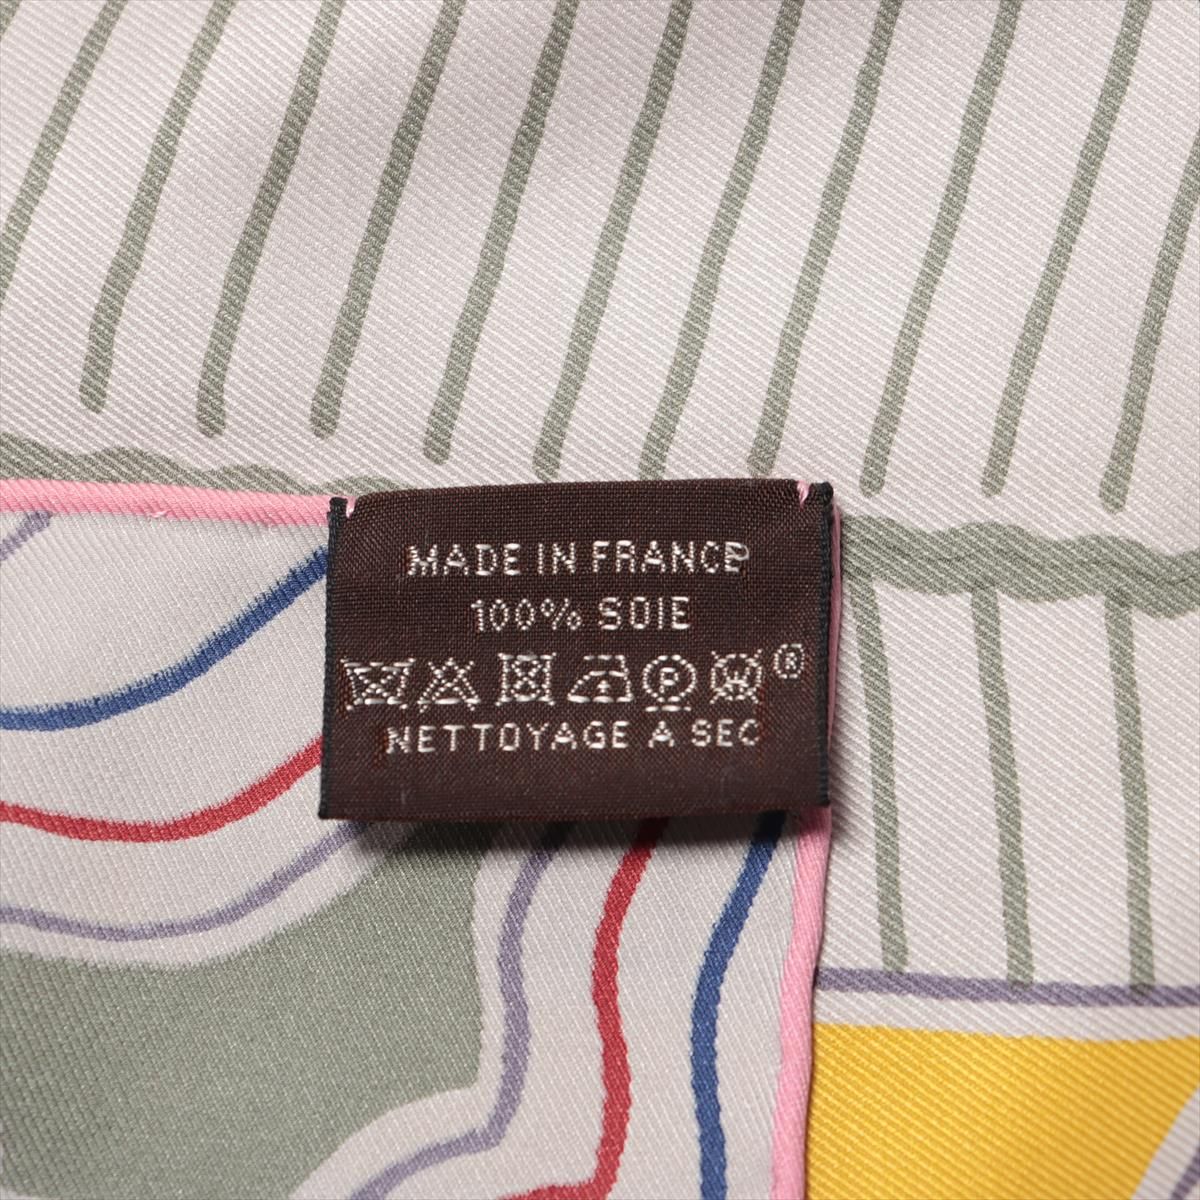 MADE IN FRANCE
100% SOIE
P W ®
NETTOYAGE A SEC